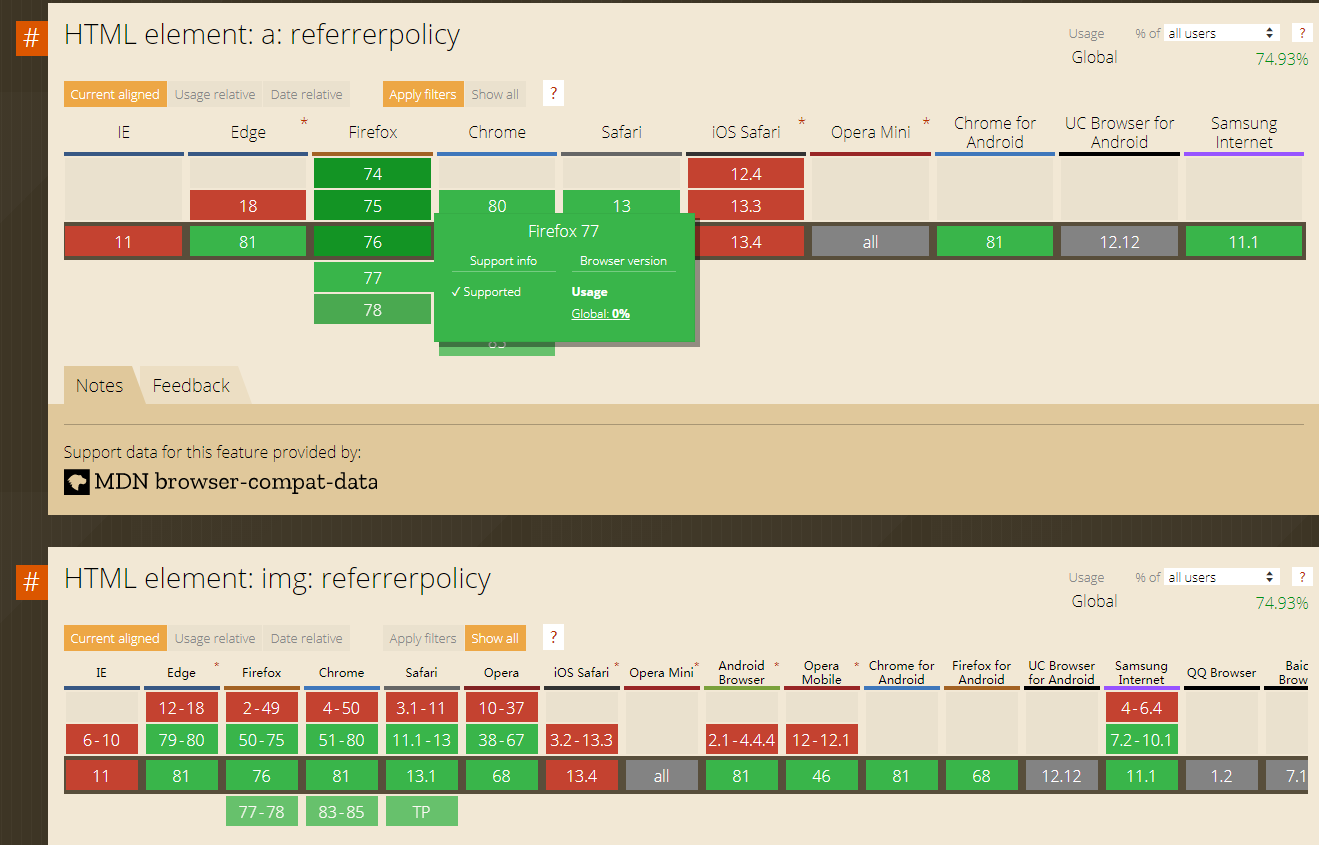 # HTML element: a: referrerpolicy
Usage % of all users ?
Global 74.93%
Current aligned Usage relative Date relative Apply filters Show all ?
IE Edge * Firefox Chrome Safari iOS Safari * Opera Mini * Chrome for Android UC Browser for Android Samsung Internet
74 12.4
18 75 80 13 13.3
11 81 76 13.4 all 81 12.12 11.1
77
78
Firefox 77
Support info Browser version
✓ Supported Usage
Global: 0%
Notes Feedback
Support data for this feature provided by:
MDN browser-compat-data
# HTML element: img: referrerpolicy
Usage % of all users ?
Global 74.93%
Current aligned Usage relative Date relative Apply filters Show all ?
IE Edge * Firefox Chrome Safari Opera iOS Safari * Opera Mini * Android Browser * Opera Mobile * Chrome for Android Firefox for Android UC Browser for Android Samsung Internet QQ Browser
12-18 2-49 4-50 3.1-11 10-37 4-6.4
6-10 79-80 50-75 51-80 11.1-13 38-67 3.2-13.3 2.1-4.4.4 12-12.1 7.2-10.1
11 81 76 81 13.1 68 13.4 all 81 46 81 68 12.12 11.1 1.2 7.1
77-78 83-85 TP